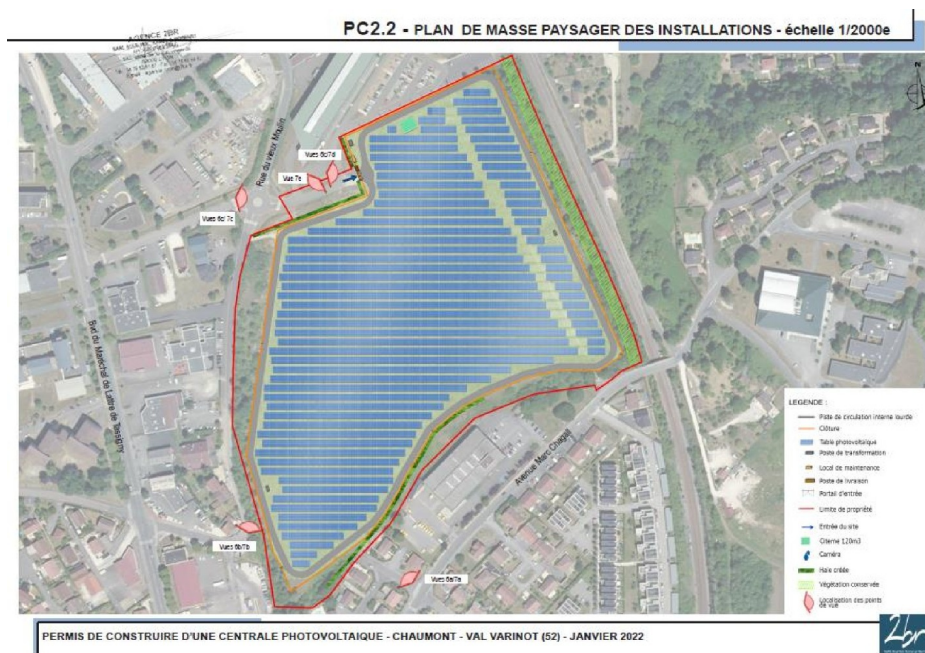 PC2.2 - PLAN DE MASSE PAYSAGER DES INSTALLATIONS - échelle 1/2000e
AGENCE 2BR
N
Rue du vieux Moulin
Vues 6c/7d
Vue 7e
Vues 6c/ 7c
Bvd du Maréchal de Lattre de Tassigny
Avenue Marc Chagall
Vues 6b/7b
Vues 6a/7a
LEGENDE :
Piste de circulation interne lourde
Clôture
Table photovoltaïque
Poste de transformation
Local de maintenance
Poste de livraison
Portail d'entrée
Limite de propriété
Entrée du site
Citerne 120m3
Caméra
Haie créée
Végétation conservée
Localisation des points
de vue
PERMIS DE CONSTRUIRE D'UNE CENTRALE PHOTOVOLTAIQUE - CHAUMONT - VAL VARINOT (52) - JANVIER 2022
2br